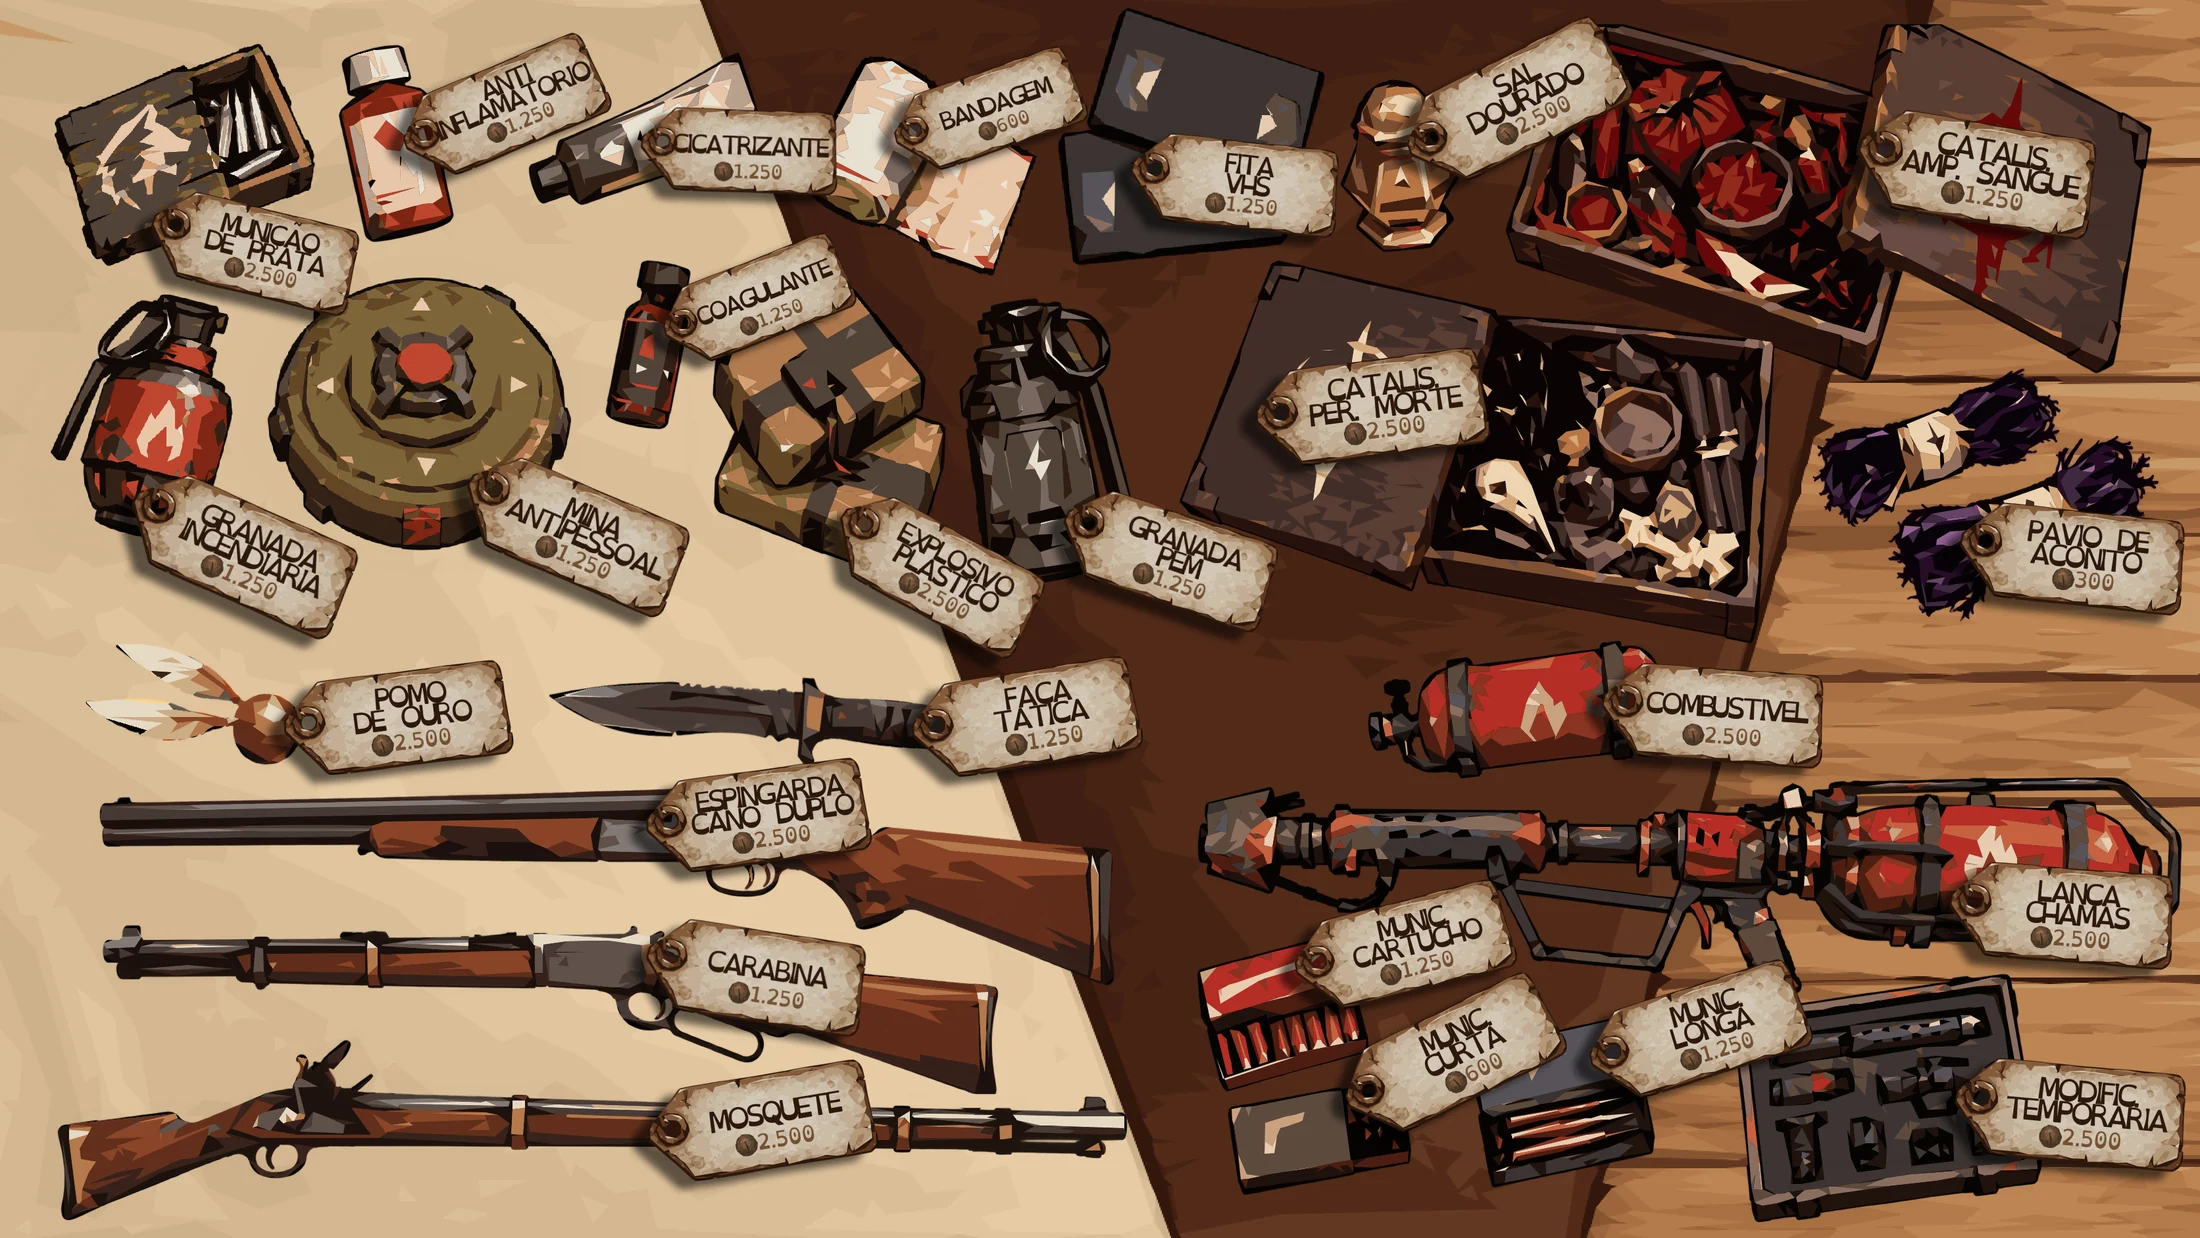 ANTI
INFLAMATORIO
1.250
CICATRIZANTE
1.250
BANDAGEM
600
FITA
VHS
1.250
SAL
DOURADO
2.500
CATALIS.
AMP. SANGUE
1.250
MUNIÇÃO
DE PRATA
2.500
COAGULANTE
1.250
CATALIS.
PER. MORTE
2.500
GRANADA
INCENDIÁRIA
1.250
MINA
ANTIPESSOAL
1.250
EXPLOSIVO
PLÁSTICO
2.500
GRANADA
PEM
1.250
PAVIO DE
ACONITO
300
POMO
DE OURO
2.500
FACA
TÁTICA
1.250
COMBUSTIVEL
2.500
ESPINGARDA
CANO DUPLO
2.500
LANÇA
CHAMAS
2.500
CARABINA
1.250
MUNIC.
CARTUCHO
1.250
MUNIC.
CURTA
600
MUNIC.
LONGA
1.250
MOSQUETE
2.500
MODIFIC.
TEMPORÁRIA
2.500